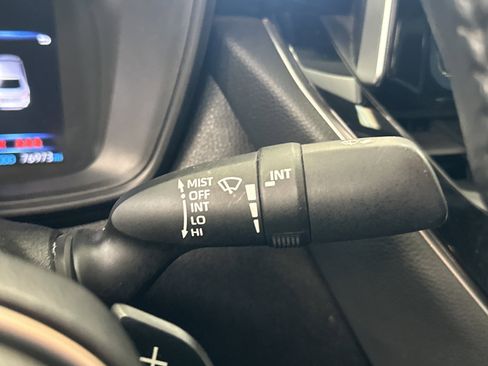 76973
MIST
OFF
INT
LO
HI
INT
+